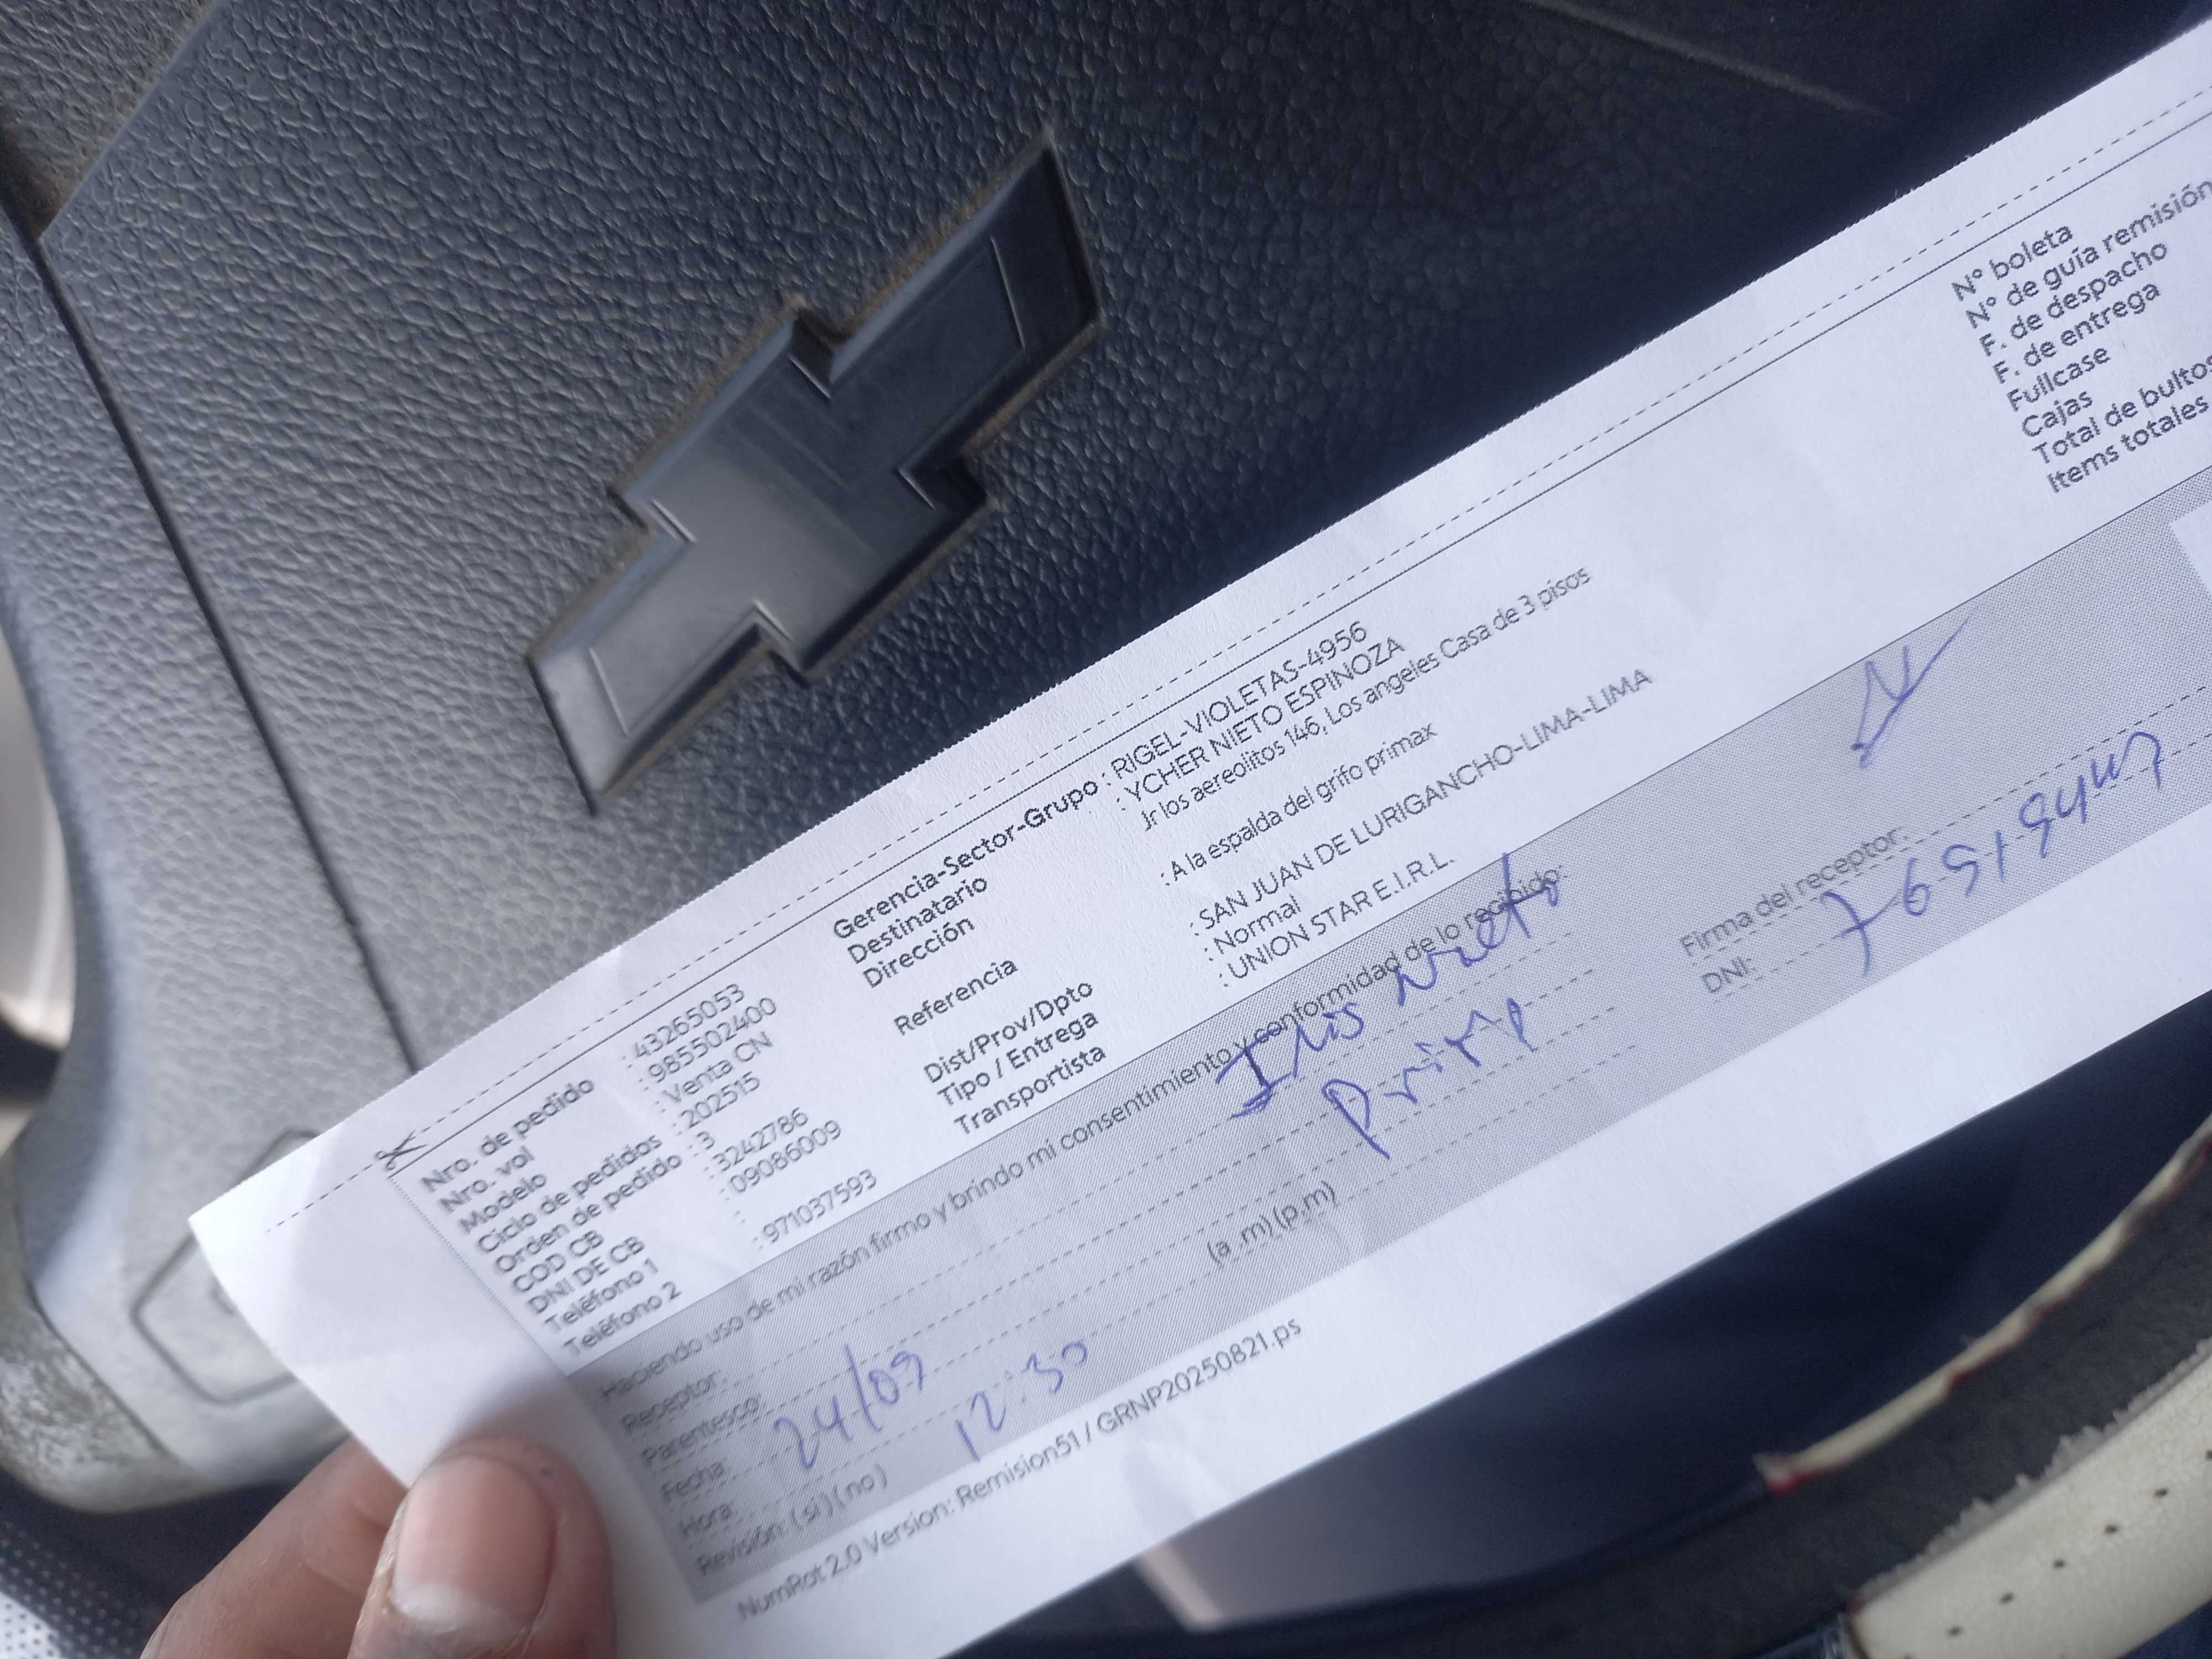 Nro. de pedido : 43265053
Nro. vol : 985502400
Modelo : Venta CN
Ciclo de pedidos : 202515
Orden de pedido : 3
COD CB : 3242786
DNI DE CB : 09086009
Teléfono 1 :
Teléfono 2 : 971037593
Gerencia-Sector-Grupo : RIGEL-VIOLETAS-4956
Destinatario : YCHER NIETO ESPINOZA
Dirección Jr los aereolitos 146, Los angeles Casa de 3 pisos
Referencia : A la espalda del grifo primax
Dist/Prov/Dpto : SAN JUAN DE LURIGANCHO-LIMA-LIMA
Tipo / Entrega : Normal
Transportista : UNION STAR E.I.R.L.
N° boleta
N° de guía remisión
F. de despacho
F. de entrega
Fullcase
Cajas
Total de bultos
Items totales
Haciendo uso de mi razón firmo y brindo mi consentimiento y conformidad de lo recibido:
Receptor: Nieto
Parentesco:
Fecha: 24/09
Hora: 12:30 (a .m) (p.m)
Revisión: (si) (no)
Firma del receptor:
DNI:
NumRot 2.0 Version: Remision51 / GRNP20250821.ps